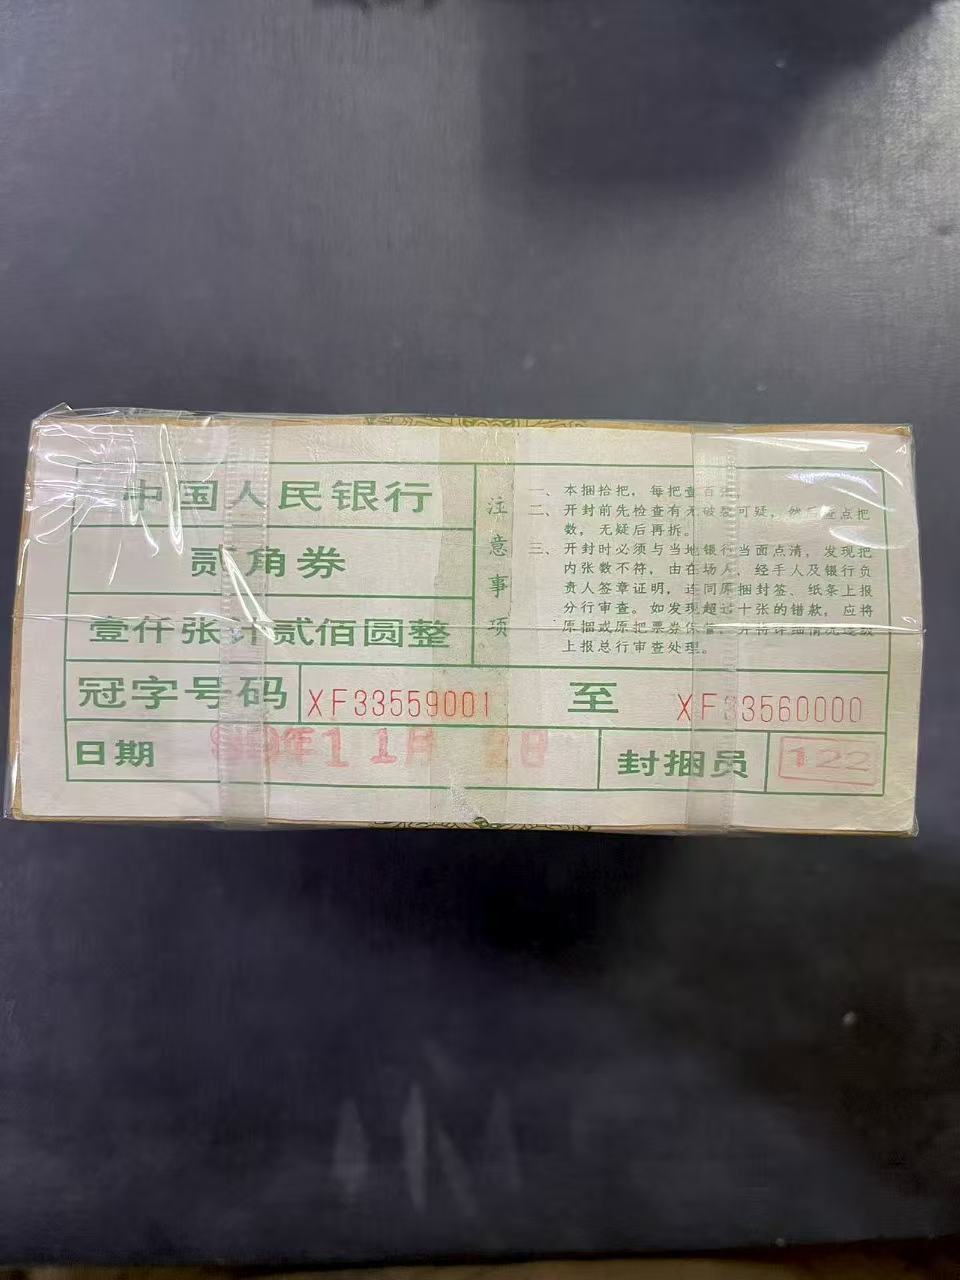 中国人民银行
贰角券
壹仟张计贰佰圆整
注意事项
一、本捆拾把，每把壹百张。
二、开封前先检查有无破裂可疑，然后应点把
数，无疑后再拆。
三、开封时必须与当地银行当面点清，发现把
内张数不符，由在场人、经手人及银行负
责人签章证明，连同原捆封签、纸条上报
分行审查。如发现超过十张的错款，应将
原捆或原把票券保管，并将详细情况逐级
上报总行审查处理。
冠字号码 XF33559001 至 XF33560000
日期 年11月 日 封捆员 122